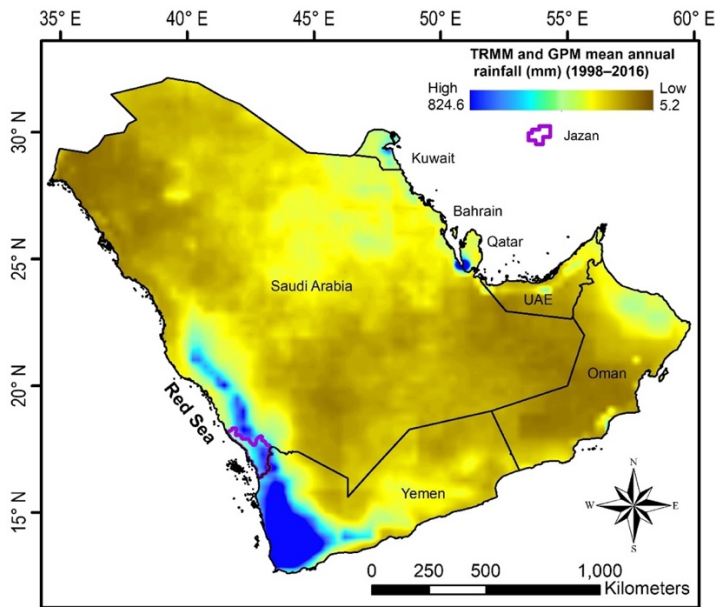 35° E 40° E 45° E 50° E 55° E 60° E
TRMM and GPM mean annual
rainfall (mm) (1998–2016)
High Low
824.6 5.2
Jazan
30° N
25° N
20° N
15° N
Kuwait
Bahrain
Qatar
Saudi Arabia
UAE
Oman
Red Sea
Yemen
N
W E
S
0 250 500 1,000
Kilometers